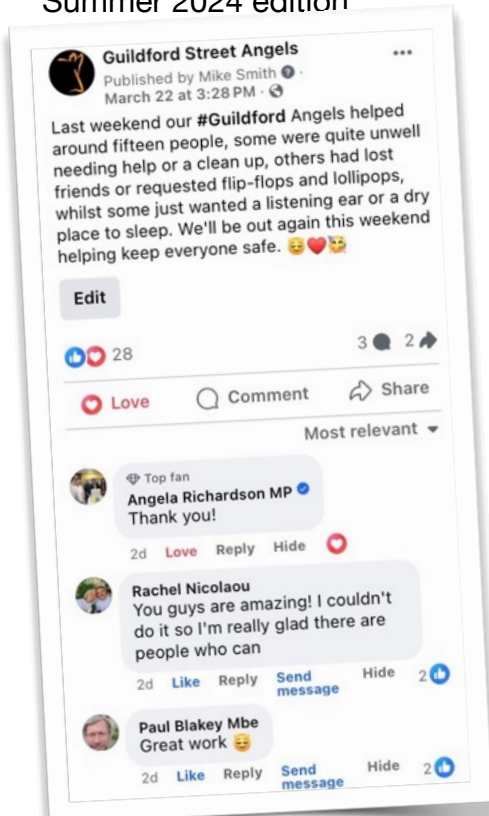 Summer 2024 edition
Guildford Street Angels
Published by Mike Smith
March 22 at 3:28 PM ·
Last weekend our #Guildford Angels helped
around fifteen people, some were quite unwell
needing help or a clean up, others had lost
friends or requested flip-flops and lollipops,
whilst some just wanted a listening ear or a dry
place to sleep. We'll be out again this weekend
helping keep everyone safe. 😌❤️🥰
Edit
28 3 2
Love Comment Share
Most relevant
Top fan
Angela Richardson MP
Thank you!
2d Love Reply Hide
Rachel Nicolaou
You guys are amazing! I couldn't
do it so I'm really glad there are
people who can
2d Like Reply Send message Hide 2
Paul Blakey Mbe
Great work 😌
2d Like Reply Send message Hide 2